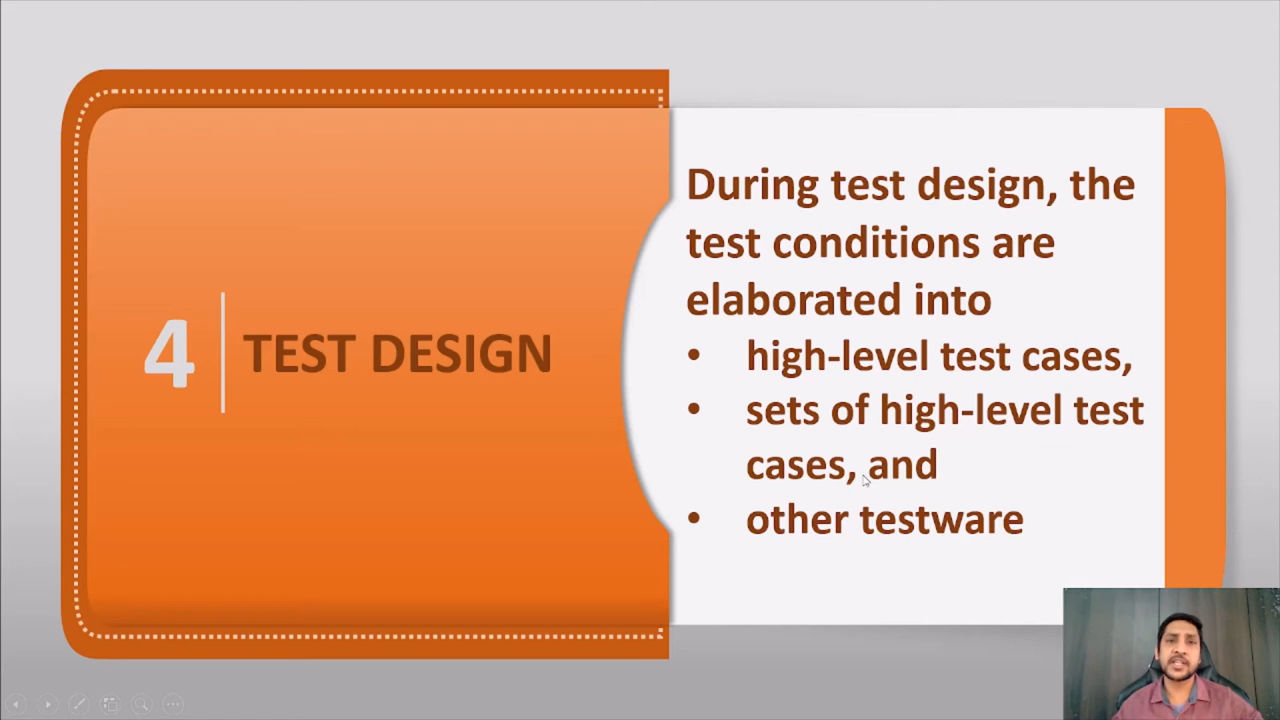 4
TEST DESIGN
During test design, the
test conditions are
elaborated into
• high-level test cases,
• sets of high-level test
cases, and
• other testware